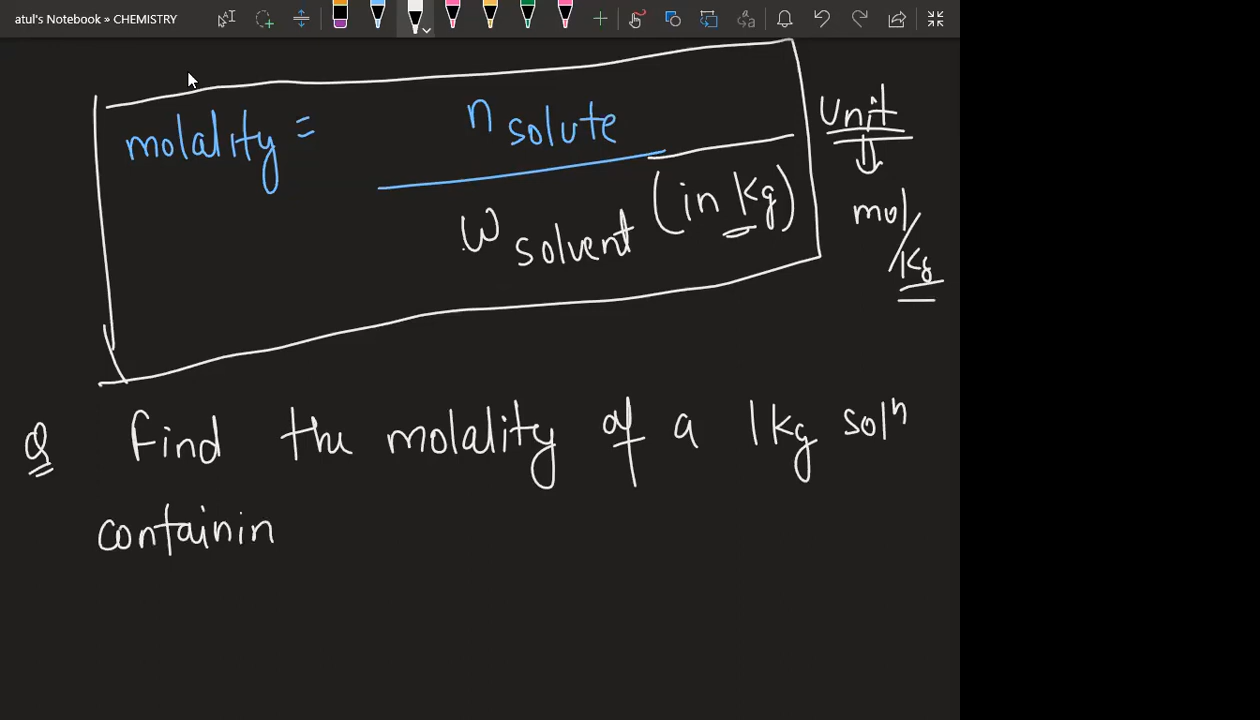 atul's Notebook » CHEMISTRY
molality = n solute
W solvent (in kg)
Unit
mol/kg
Q Find the molality of a 1kg solⁿ
containin